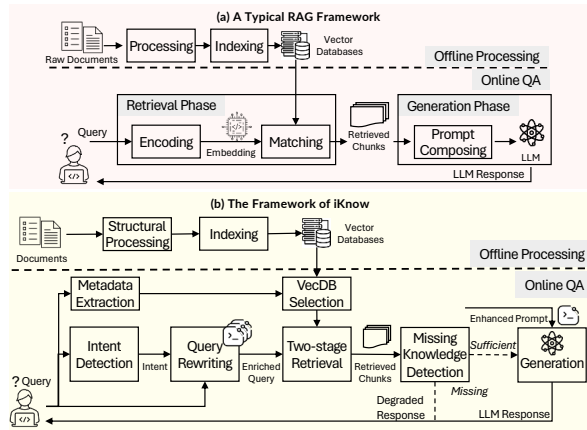 (a) A Typical RAG Framework
Raw Documents
Processing
Indexing
Vector
Databases
Offline Processing
Online QA
Retrieval Phase
Generation Phase
? Query
Encoding
Embedding
Matching
Retrieved
Chunks
Prompt
Composing
LLM
LLM Response
(b) The Framework of iKnow
Documents
Structural
Processing
Indexing
Vector
Databases
Offline Processing
Online QA
Metadata
Extraction
VecDB
Selection
Enhanced Prompt
Intent
Detection
Intent
Query
Rewriting
Enriched
Query
Two-stage
Retrieval
Retrieved
Chunks
Missing
Knowledge
Detection
Sufficient
Generation
Missing
? Query
Degraded
Response
LLM Response